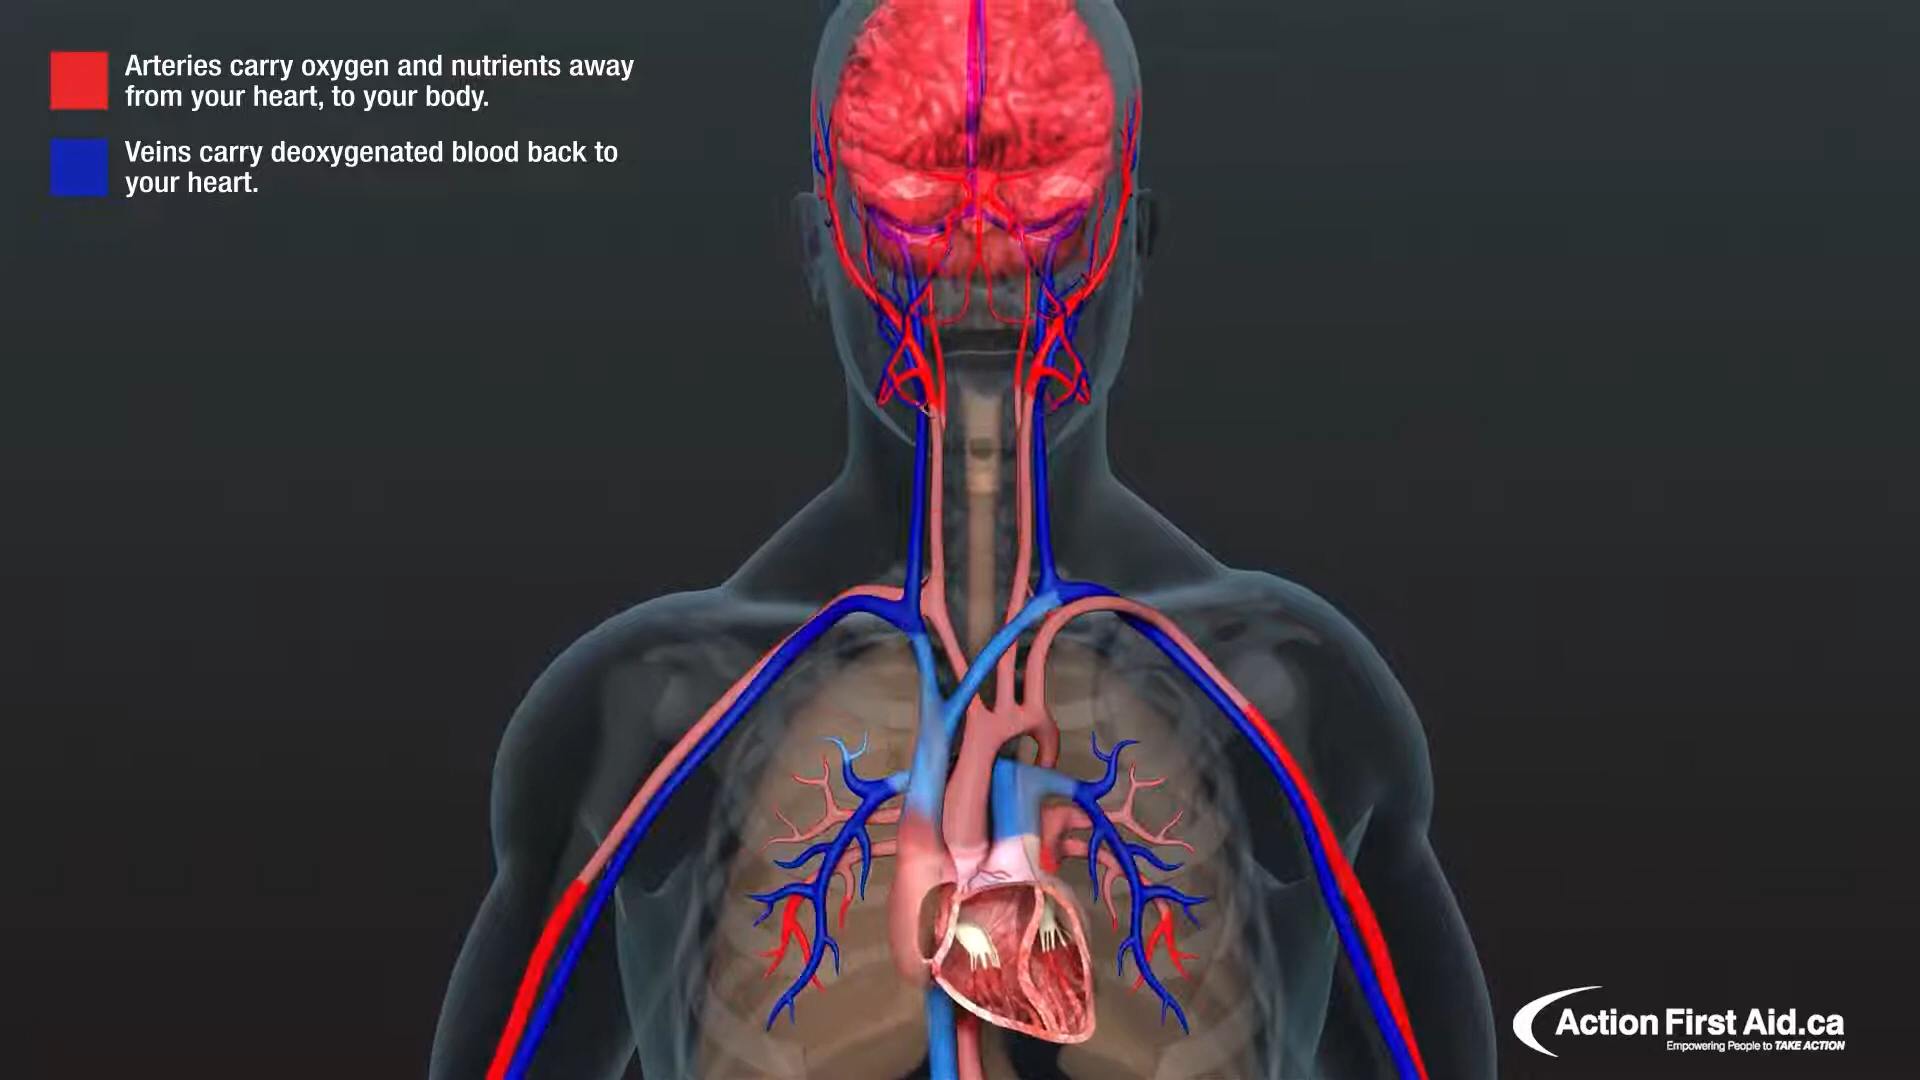 Arteries carry oxygen and nutrients away
from your heart, to your body.
Veins carry deoxygenated blood back to
your heart.
Action First Aid.ca
Empowering People to TAKE ACTION